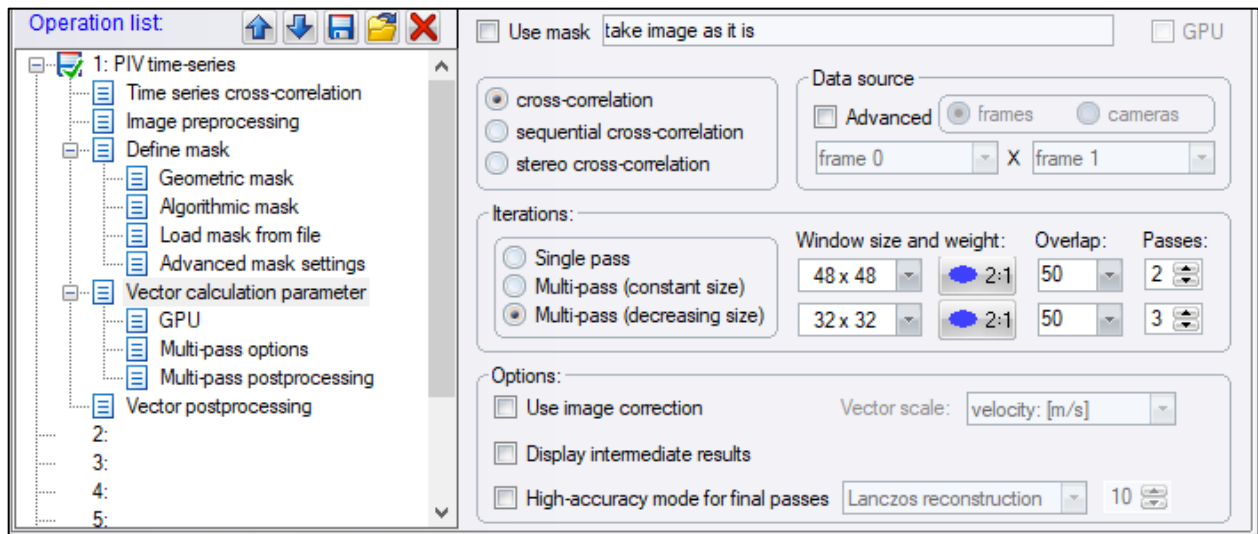 Operation list:
1: PIV time-series
Time series cross-correlation
Image preprocessing
Define mask
Geometric mask
Algorithmic mask
Load mask from file
Advanced mask settings
Vector calculation parameter
GPU
Multi-pass options
Multi-pass postprocessing
Vector postprocessing
2:
3:
4:
5:
Use mask take image as it is GPU
cross-correlation
sequential cross-correlation
stereo cross-correlation
Data source
Advanced frames cameras
frame 0 X frame 1
Iterations:
Single pass
Multi-pass (constant size)
Multi-pass (decreasing size)
Window size and weight: Overlap: Passes:
48 x 48 2:1 50 2
32 x 32 2:1 50 3
Options:
Use image correction Vector scale: velocity: [m/s]
Display intermediate results
High-accuracy mode for final passes Lanczos reconstruction 10